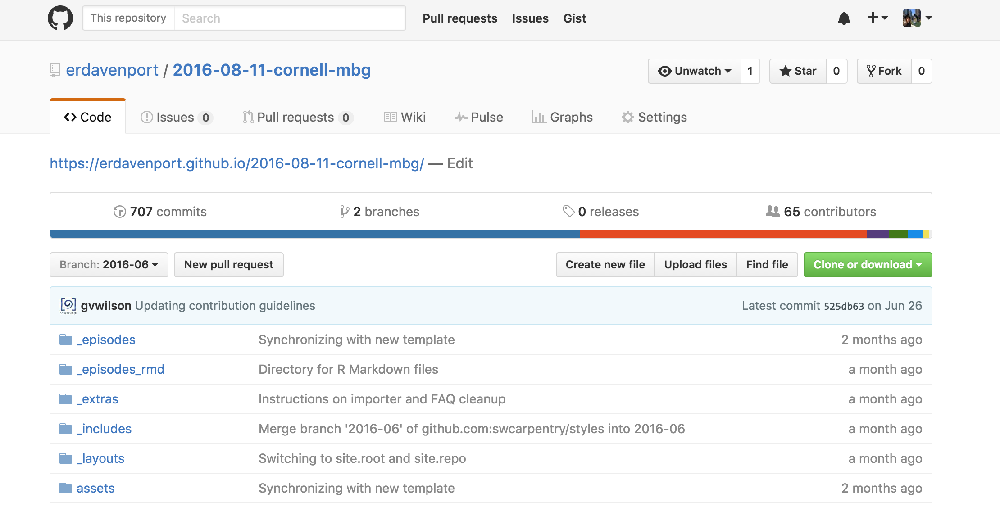 This repository Search Pull requests Issues Gist
erdavenport / 2016-08-11-cornell-mbg Unwatch 1 Star 0 Fork 0
Code Issues 0 Pull requests 0 Wiki Pulse Graphs Settings
https://erdavenport.github.io/2016-08-11-cornell-mbg/ — Edit
707 commits 2 branches 0 releases 65 contributors
Branch: 2016-06 New pull request Create new file Upload files Find file Clone or download
gvwilson Updating contribution guidelines Latest commit 525db63 on Jun 26
_episodes Synchronizing with new template 2 months ago
_episodes_rmd Directory for R Markdown files a month ago
_extras Instructions on importer and FAQ cleanup a month ago
_includes Merge branch '2016-06' of github.com:swcarpentry/styles into 2016-06 a month ago
_layouts Switching to site.root and site.repo a month ago
assets Synchronizing with new template 2 months ago